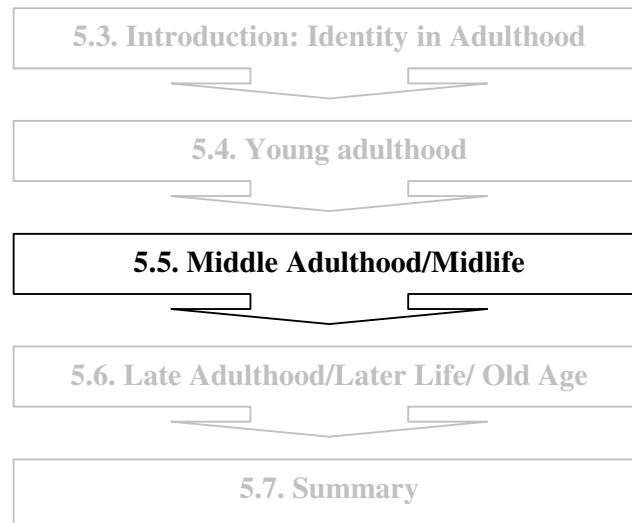 5.3. Introduction: Identity in Adulthood
5.4. Young adulthood
5.5. Middle Adulthood/Midlife
5.6. Late Adulthood/Later Life/ Old Age
5.7. Summary